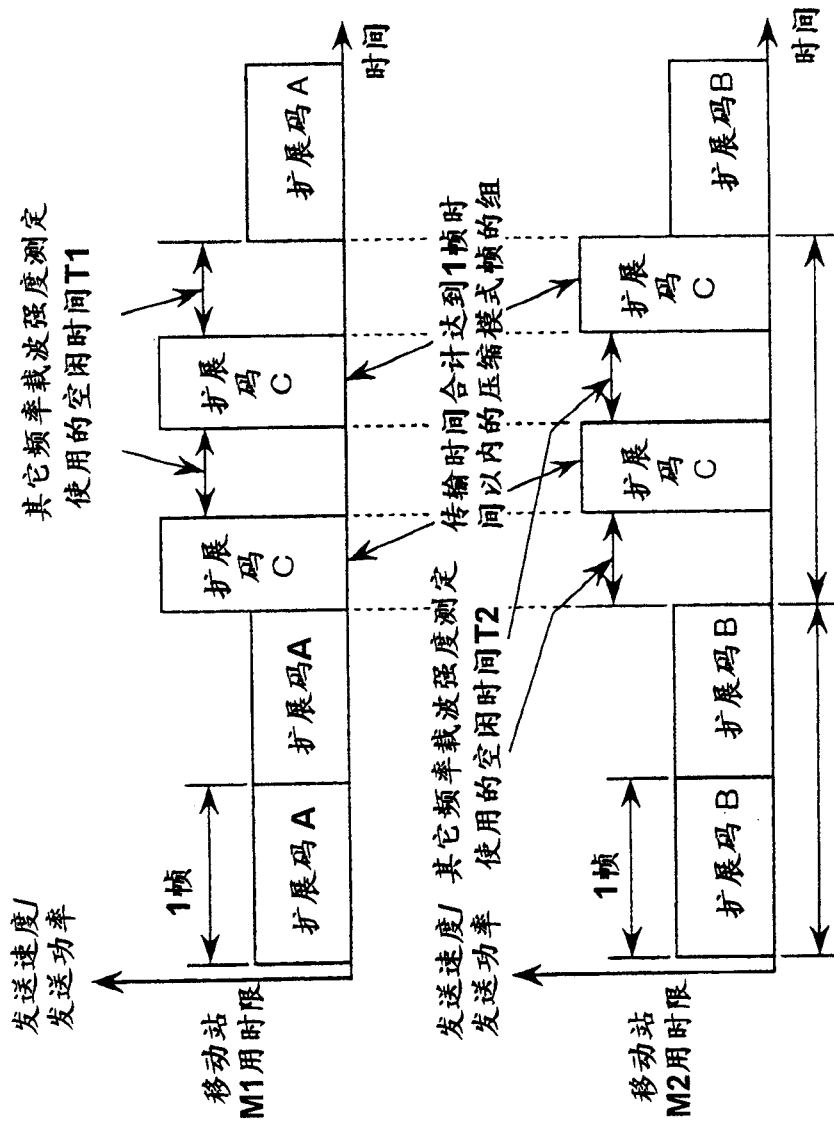 发送速度/
发送功率
其它频率载波强度测定
使用的空闲时间T1
移动站
M1用时限
1帧
扩展码A
扩展码A
扩展
码
C
扩展
码
C
扩展码A
时间
发送速度/
发送功率
其它频率载波强度测定
使用的空闲时间T2
传输时间合计达到1帧时
间以内的压缩模式帧的组
移动站
M2用时限
1帧
扩展码B
扩展码B
扩展
码
C
扩展
码
C
扩展码B
时间